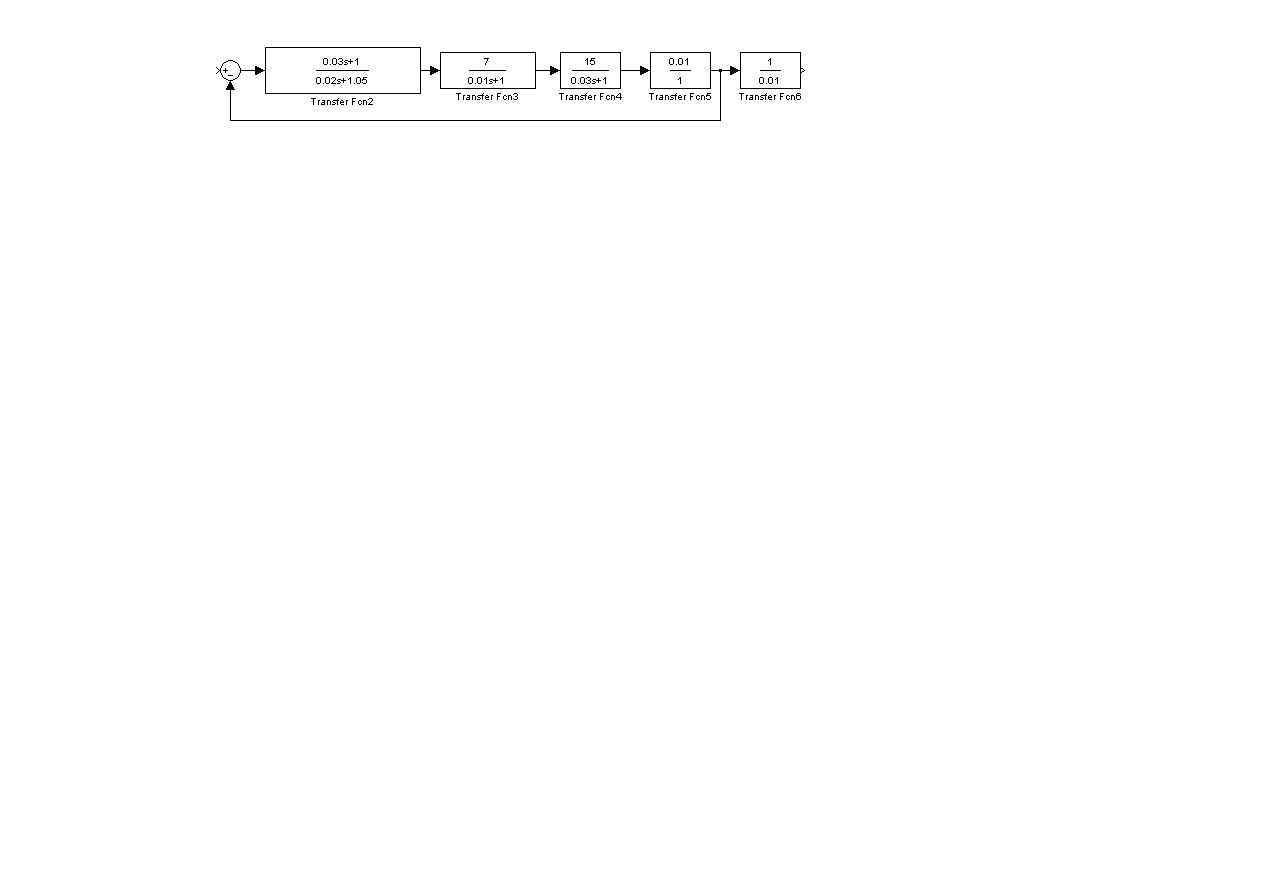 +
−
0.03s+1
0.02s+1.05
Transfer Fcn2
7
0.01s+1
Transfer Fcn3
15
0.03s+1
Transfer Fcn4
0.01
1
Transfer Fcn5
1
0.01
Transfer Fcn6